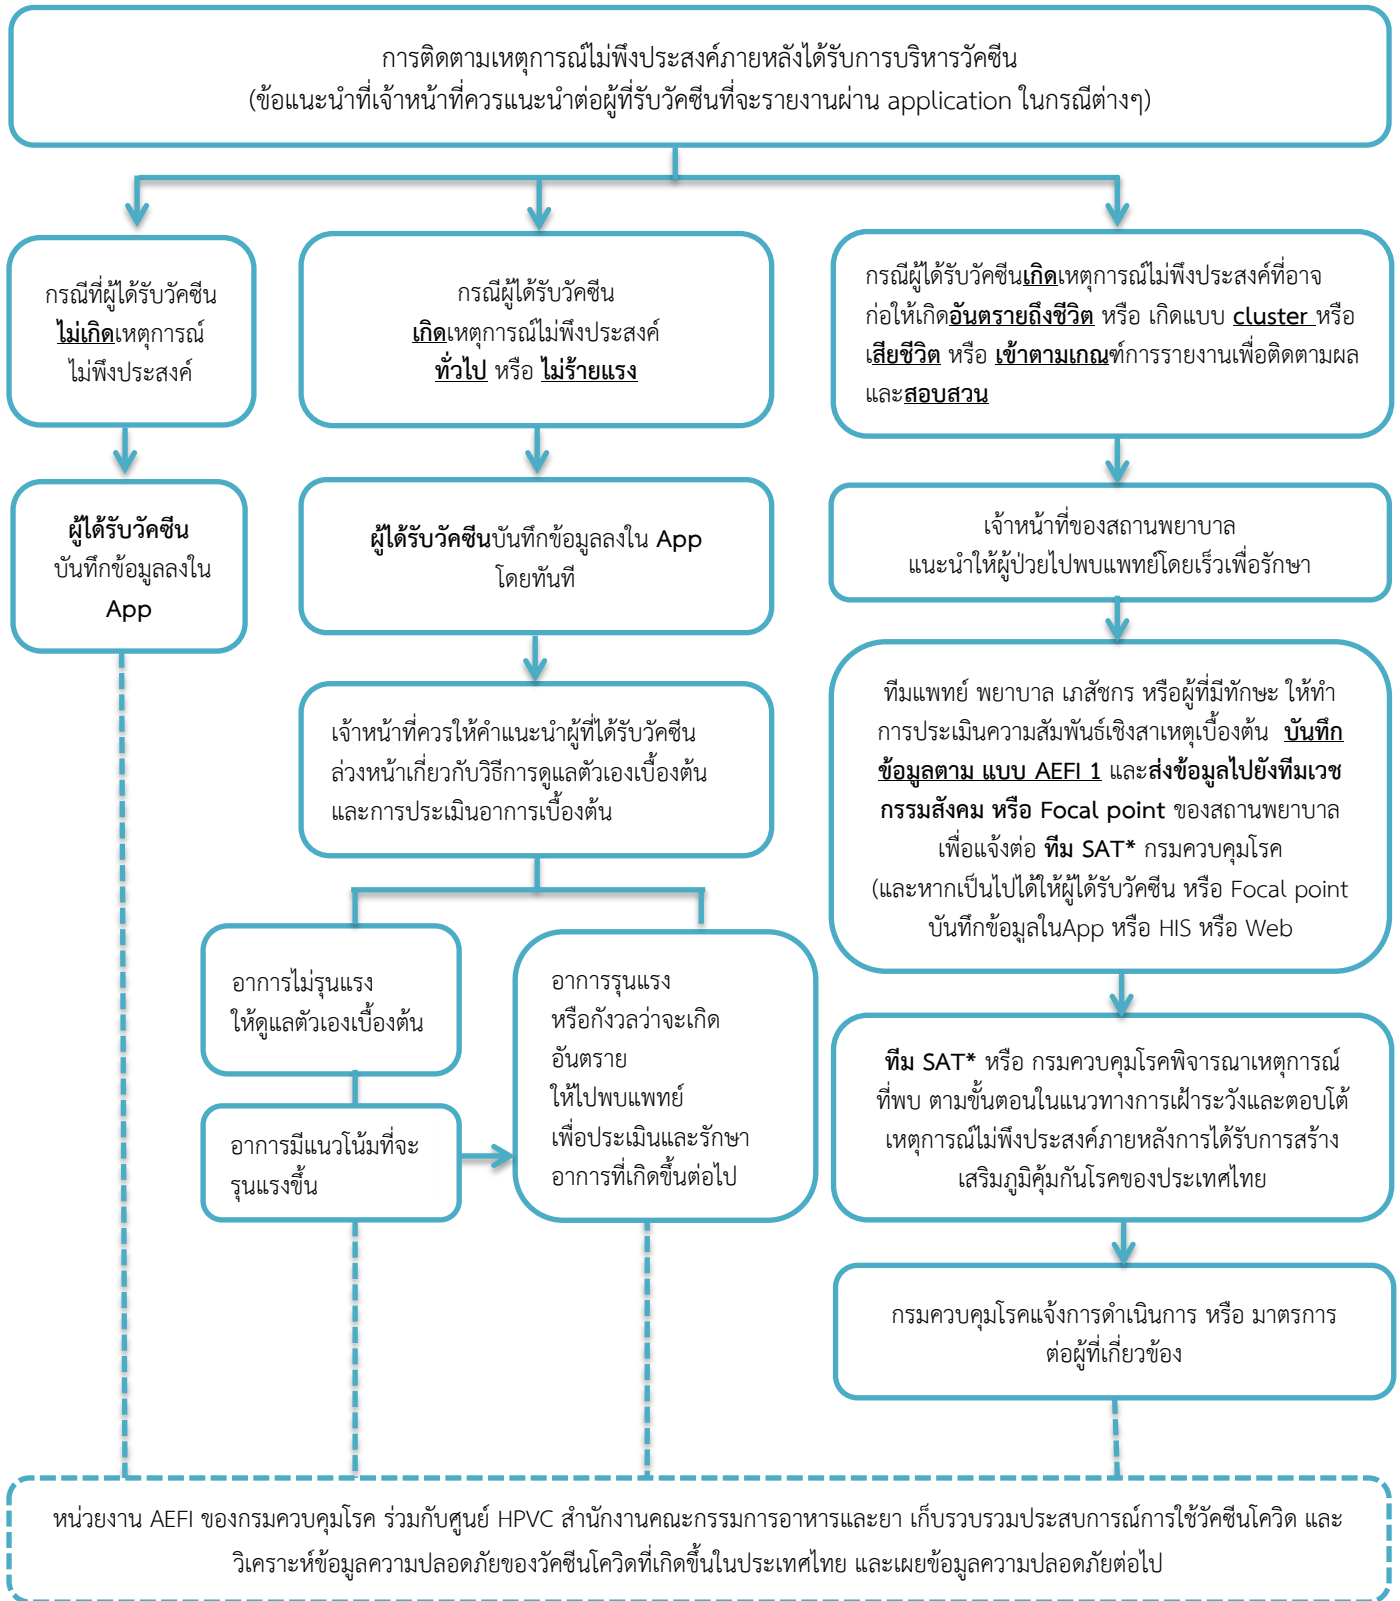 การติดตามเหตุการณ์ไม่พึงประสงค์ภายหลังได้รับการบริหารวัคซีน
(ข้อแนะนำที่เจ้าหน้าที่ควรแนะนำต่อผู้ที่รับวัคซีนที่จะรายงานผ่าน application ในกรณีต่างๆ)
กรณีที่ผู้ได้รับวัคซีน
ไม่เกิดเหตุการณ์
ไม่พึงประสงค์
ผู้ได้รับวัคซีน
บันทึกข้อมูลลงใน
App
กรณีผู้ได้รับวัคซีน
เกิดเหตุการณ์ไม่พึงประสงค์
ทั่วไป หรือ ไม่ร้ายแรง
ผู้ได้รับวัคซีนบันทึกข้อมูลลงใน App
โดยทันที
เจ้าหน้าที่ควรให้คำแนะนำผู้ที่ได้รับวัคซีน
ล่วงหน้าเกี่ยวกับวิธีการดูแลตัวเองเบื้องต้น
และการประเมินอาการเบื้องต้น
อาการไม่รุนแรง
ให้ดูแลตัวเองเบื้องต้น
อาการมีแนวโน้มที่จะ
รุนแรงขึ้น
อาการรุนแรง
หรือกังวลว่าจะเกิด
อันตราย
ให้ไปพบแพทย์
เพื่อประเมินและรักษา
อาการที่เกิดขึ้นต่อไป
กรณีผู้ได้รับวัคซีนเกิดเหตุการณ์ไม่พึงประสงค์ที่อาจ
ก่อให้เกิดอันตรายถึงชีวิต หรือ เกิดแบบ cluster หรือ
เสียชีวิต หรือ เข้าตามเกณฑ์การรายงานเพื่อติดตามผล
และสอบสวน
เจ้าหน้าที่ของสถานพยาบาล
แนะนำให้ผู้ป่วยไปพบแพทย์โดยเร็วเพื่อรักษา
ทีมแพทย์ พยาบาล เภสัชกร หรือผู้ที่มีทักษะ ให้ทำ
การประเมินความสัมพันธ์เชิงสาเหตุเบื้องต้น บันทึก
ข้อมูลตาม แบบ AEFI 1 และส่งข้อมูลไปยังทีมเวช
กรรมสังคม หรือ Focal point ของสถานพยาบาล
เพื่อแจ้งต่อ ทีม SAT* กรมควบคุมโรค
(และหากเป็นไปได้ให้ผู้ได้รับวัคซีน หรือ Focal point
บันทึกข้อมูลในApp หรือ HIS หรือ Web
ทีม SAT* หรือ กรมควบคุมโรคพิจารณาเหตุการณ์
ที่พบ ตามขั้นตอนในแนวทางการเฝ้าระวังและตอบโต้
เหตุการณ์ไม่พึงประสงค์ภายหลังการได้รับการสร้าง
เสริมภูมิคุ้มกันโรคของประเทศไทย
กรมควบคุมโรคแจ้งการดำเนินการ หรือ มาตรการ
ต่อผู้ที่เกี่ยวข้อง
หน่วยงาน AEFI ของกรมควบคุมโรค ร่วมกับศูนย์ HPVC สำนักงานคณะกรรมการอาหารและยา เก็บรวบรวมประสบการณ์การใช้วัคซีนโควิด และ
วิเคราะห์ข้อมูลความปลอดภัยของวัคซีนโควิดที่เกิดขึ้นในประเทศไทย และเผยข้อมูลความปลอดภัยต่อไป